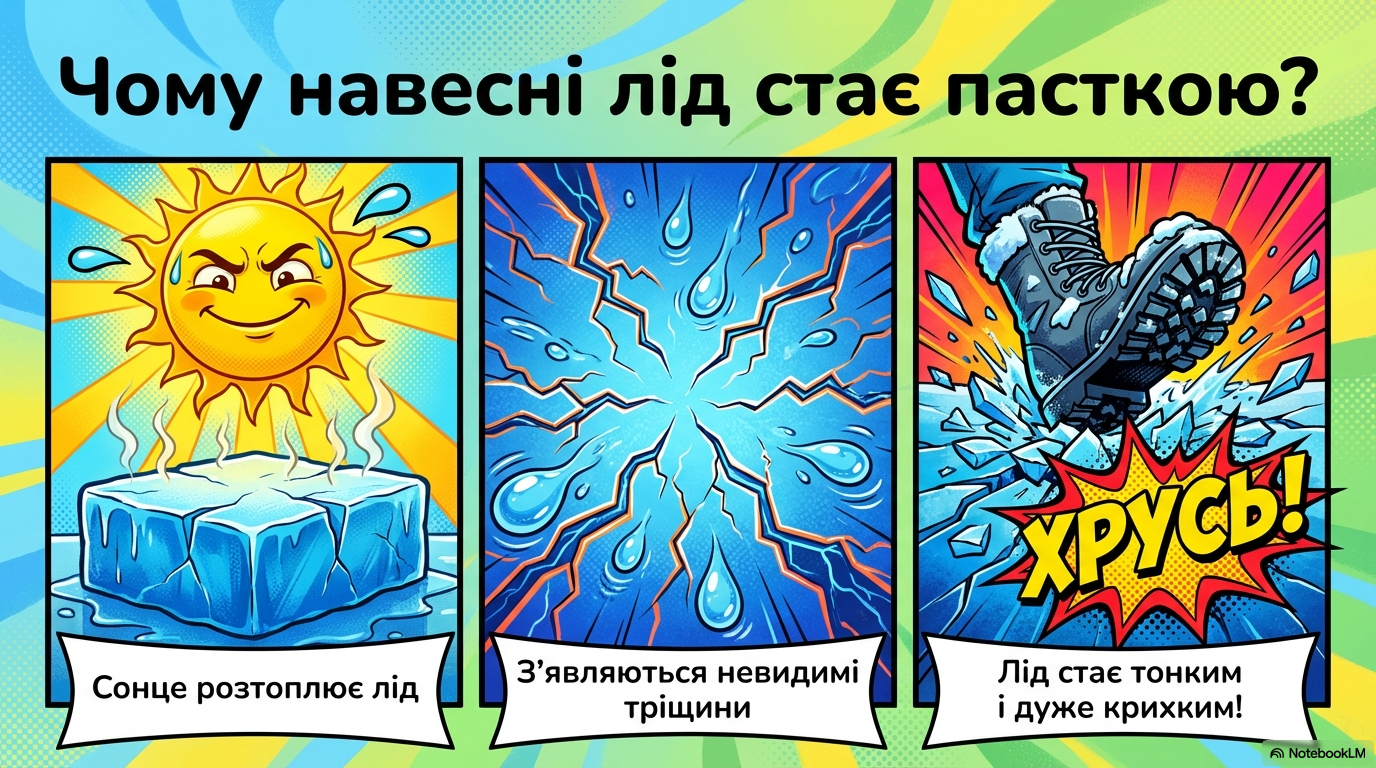 Чому навесні лід стає пасткою?
ХРУСЬ!
Сонце розтоплює лід
З’являються невидимі
тріщини
Лід стає тонким
і дуже крихким!
NotebookLM